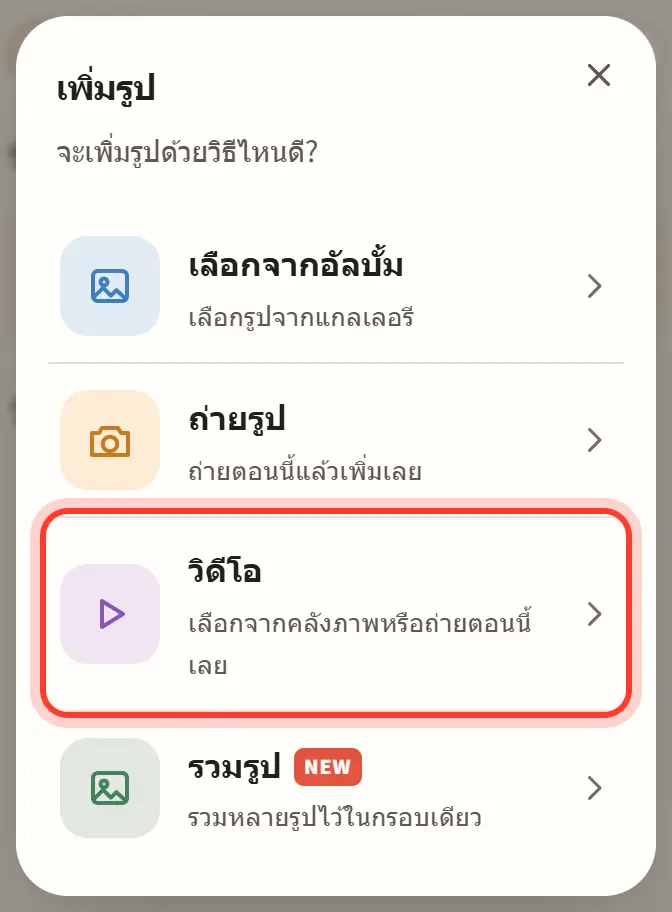 เพิ่มรูป
จะเพิ่มรูปด้วยวิธีไหนดี?
เลือกจากอัลบั้ม
เลือกรูปจากแกลเลอรี
ถ่ายรูป
ถ่ายตอนนี้แล้วเพิ่มเลย
วิดีโอ
เลือกจากคลังภาพหรือถ่ายตอนนี้
เลย
รวมรูป NEW
รวมหลายรูปไว้ในกรอบเดียว